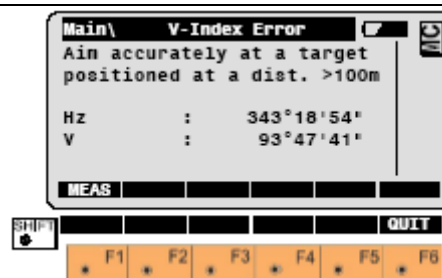 Main\ V-Index Error MC
Aim accurately at a target
positioned at a dist. >100m
Hz : 343°18'54"
V : 93°47'41"
MEAS
SHIFT QUIT
F1 F2 F3 F4 F5 F6